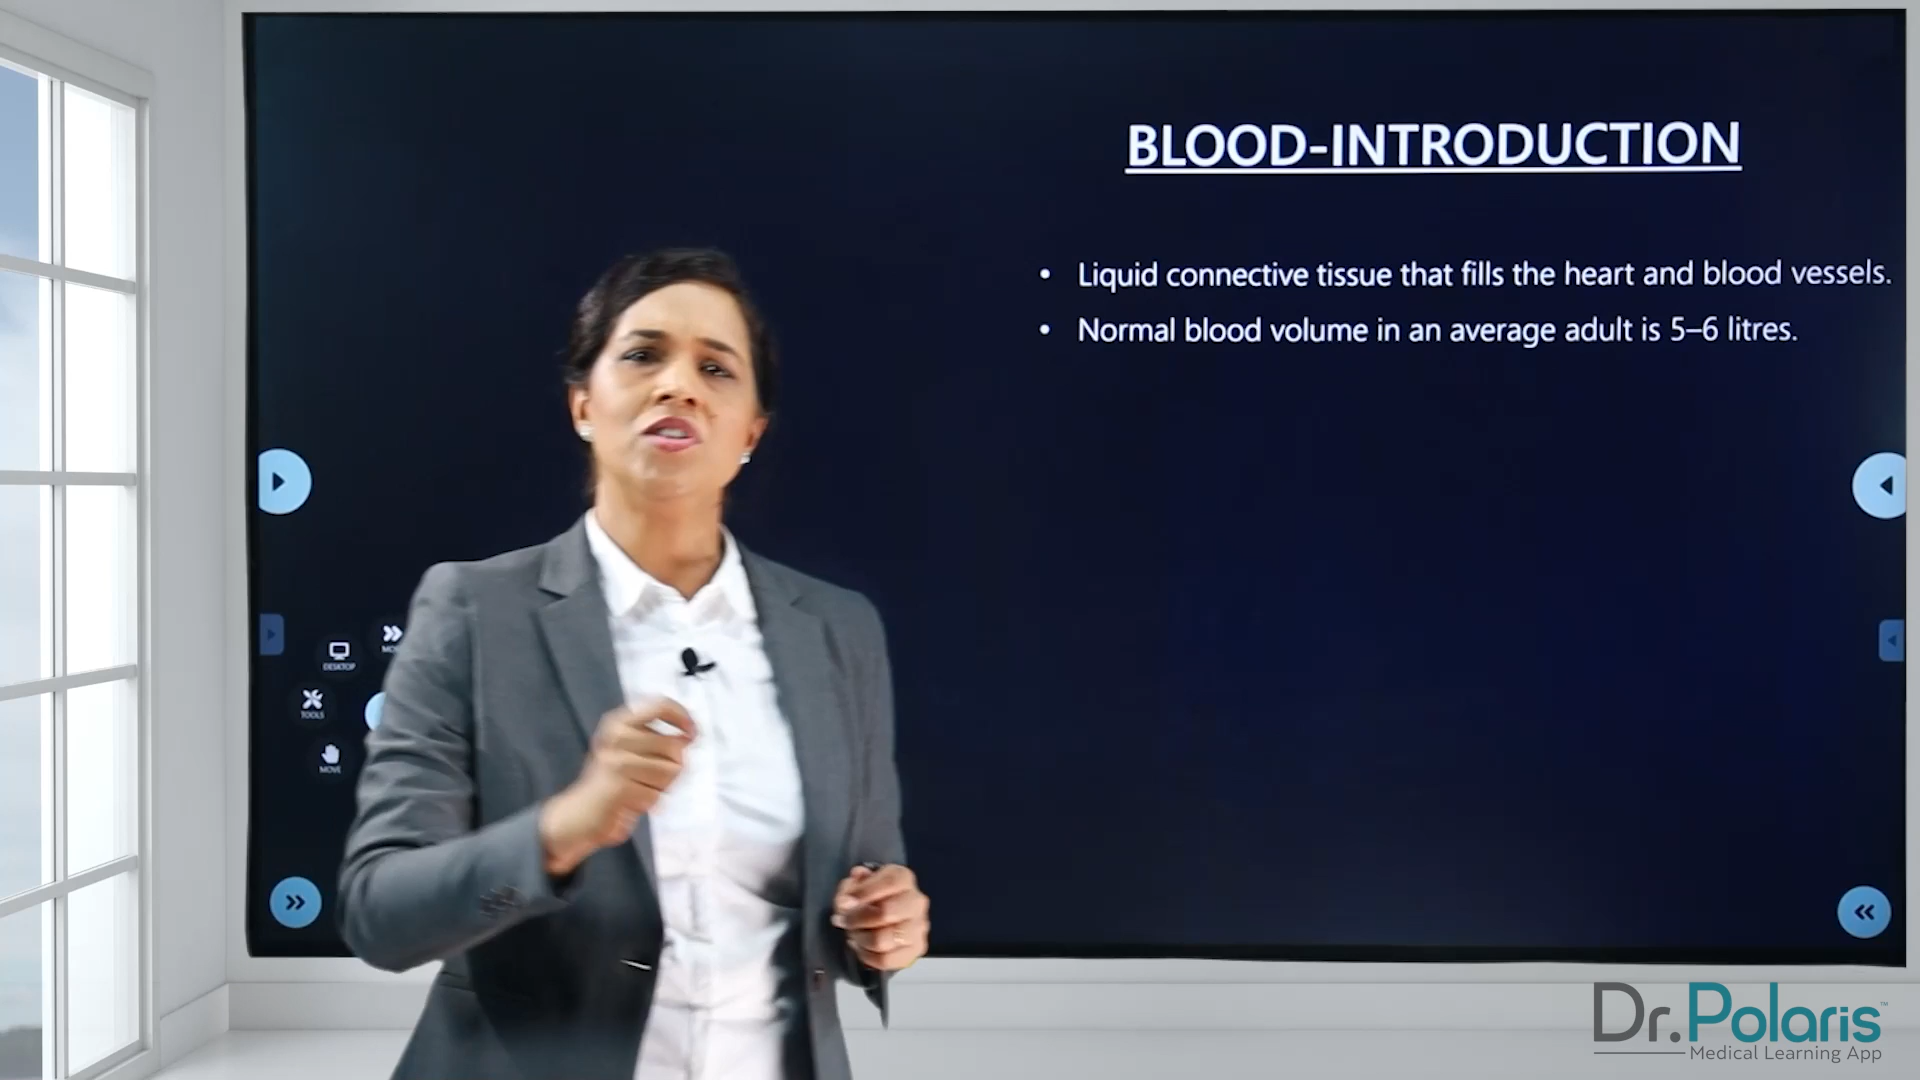 BLOOD-INTRODUCTION
• Liquid connective tissue that fills the heart and blood vessels.
• Normal blood volume in an average adult is 5–6 litres.
DESKTOP
TOOLS
MOVE
Dr.Polaris™
Medical Learning App